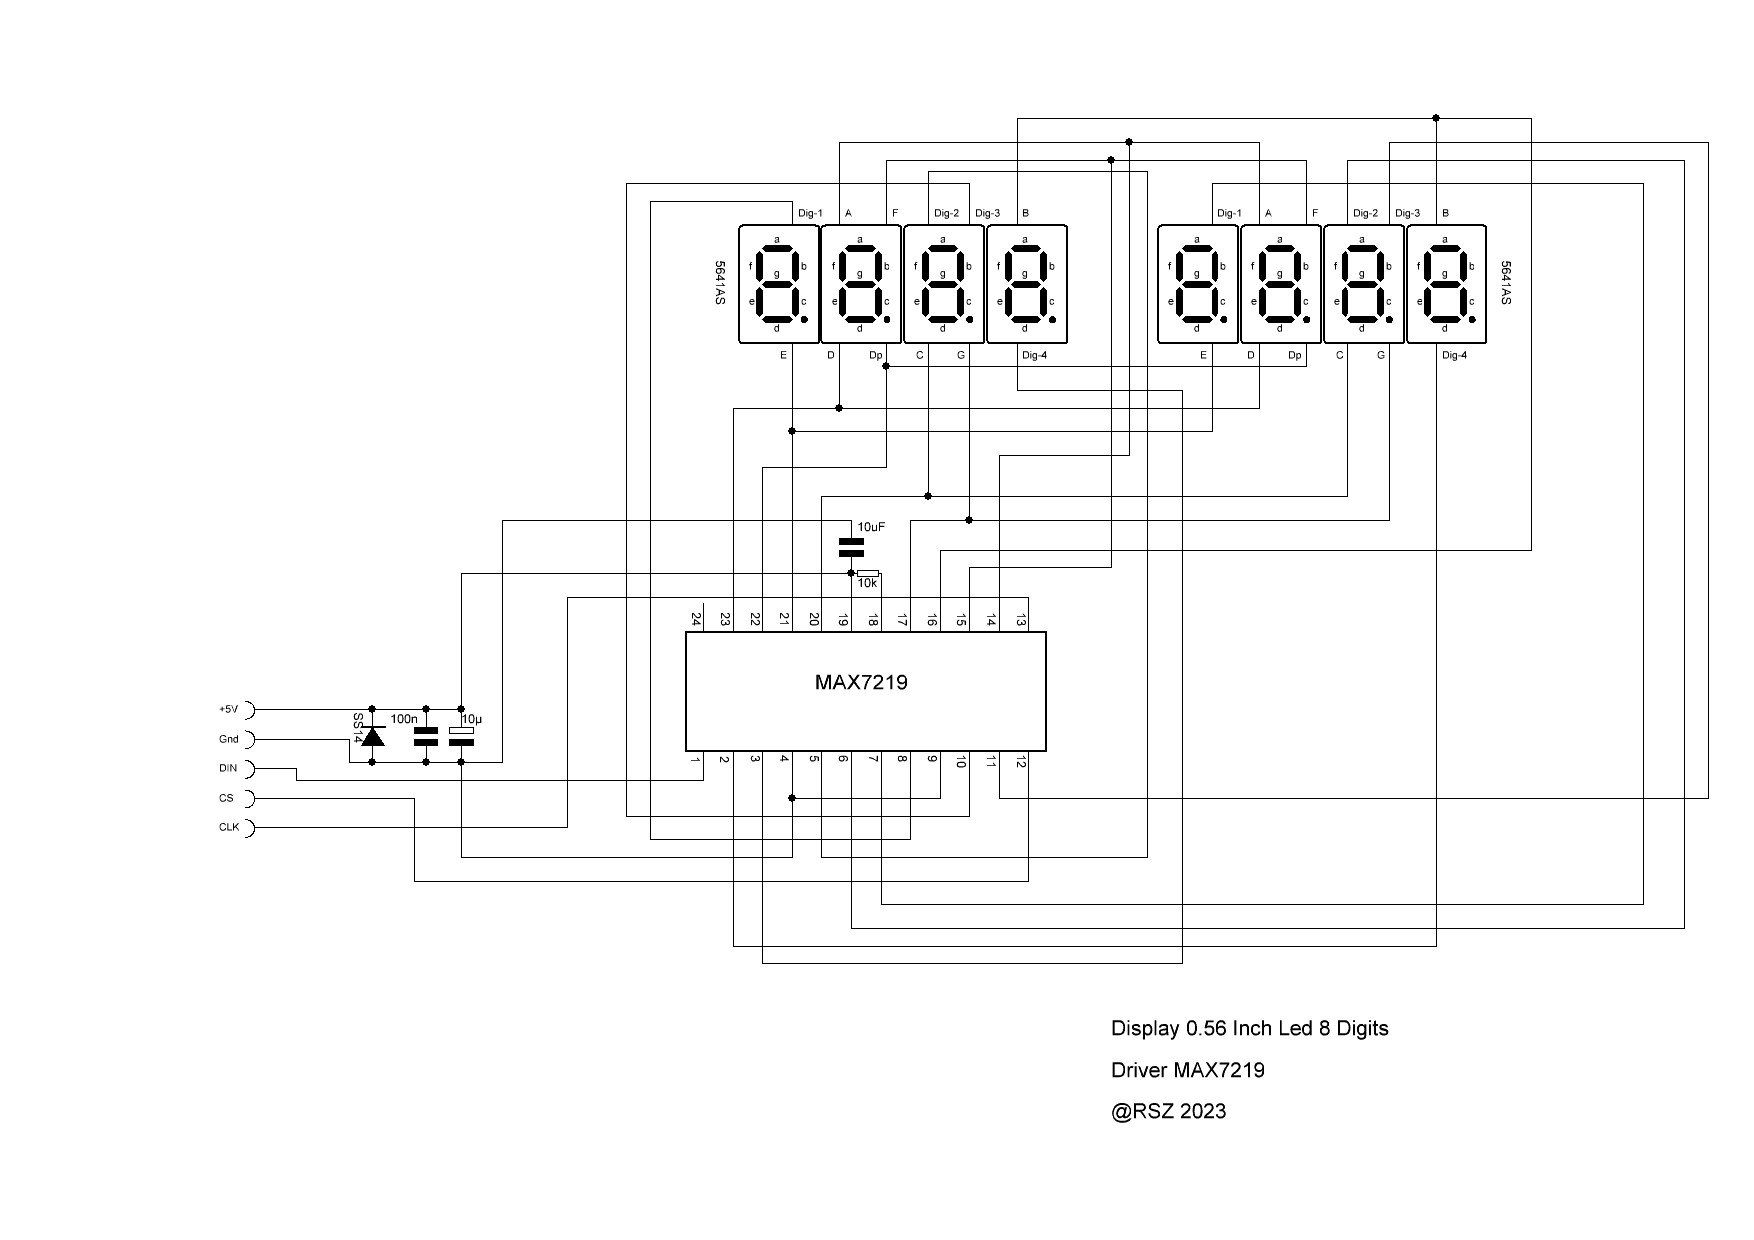 Dig-1 A F Dig-2 Dig-3 B
Dig-1 A F Dig-2 Dig-3 B
5641AS
a f b g e c d
a f b g e c d
a f b g e c d
a f b g e c d
a f b g e c d
a f b g e c d
a f b g e c d
a f b g e c d
5641AS
E D Dp C G Dig-4
E D Dp C G Dig-4
10uF
10k
24 23 22 21 20 19 18 17 16 15 14 13
MAX7219
1 2 3 4 5 6 7 8 9 10 11 12
+5V
SS14
100n
10µ
Gnd
DIN
CS
CLK
Display 0.56 Inch Led 8 Digits
Driver MAX7219
@RSZ 2023